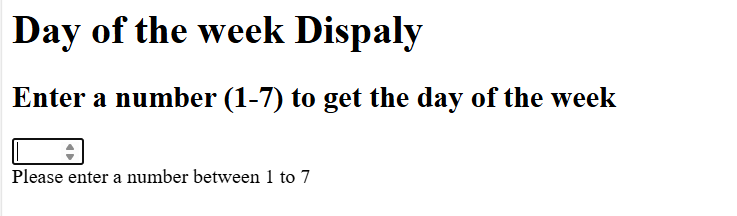 Day of the week Dispaly
Enter a number (1-7) to get the day of the week
Please enter a number between 1 to 7